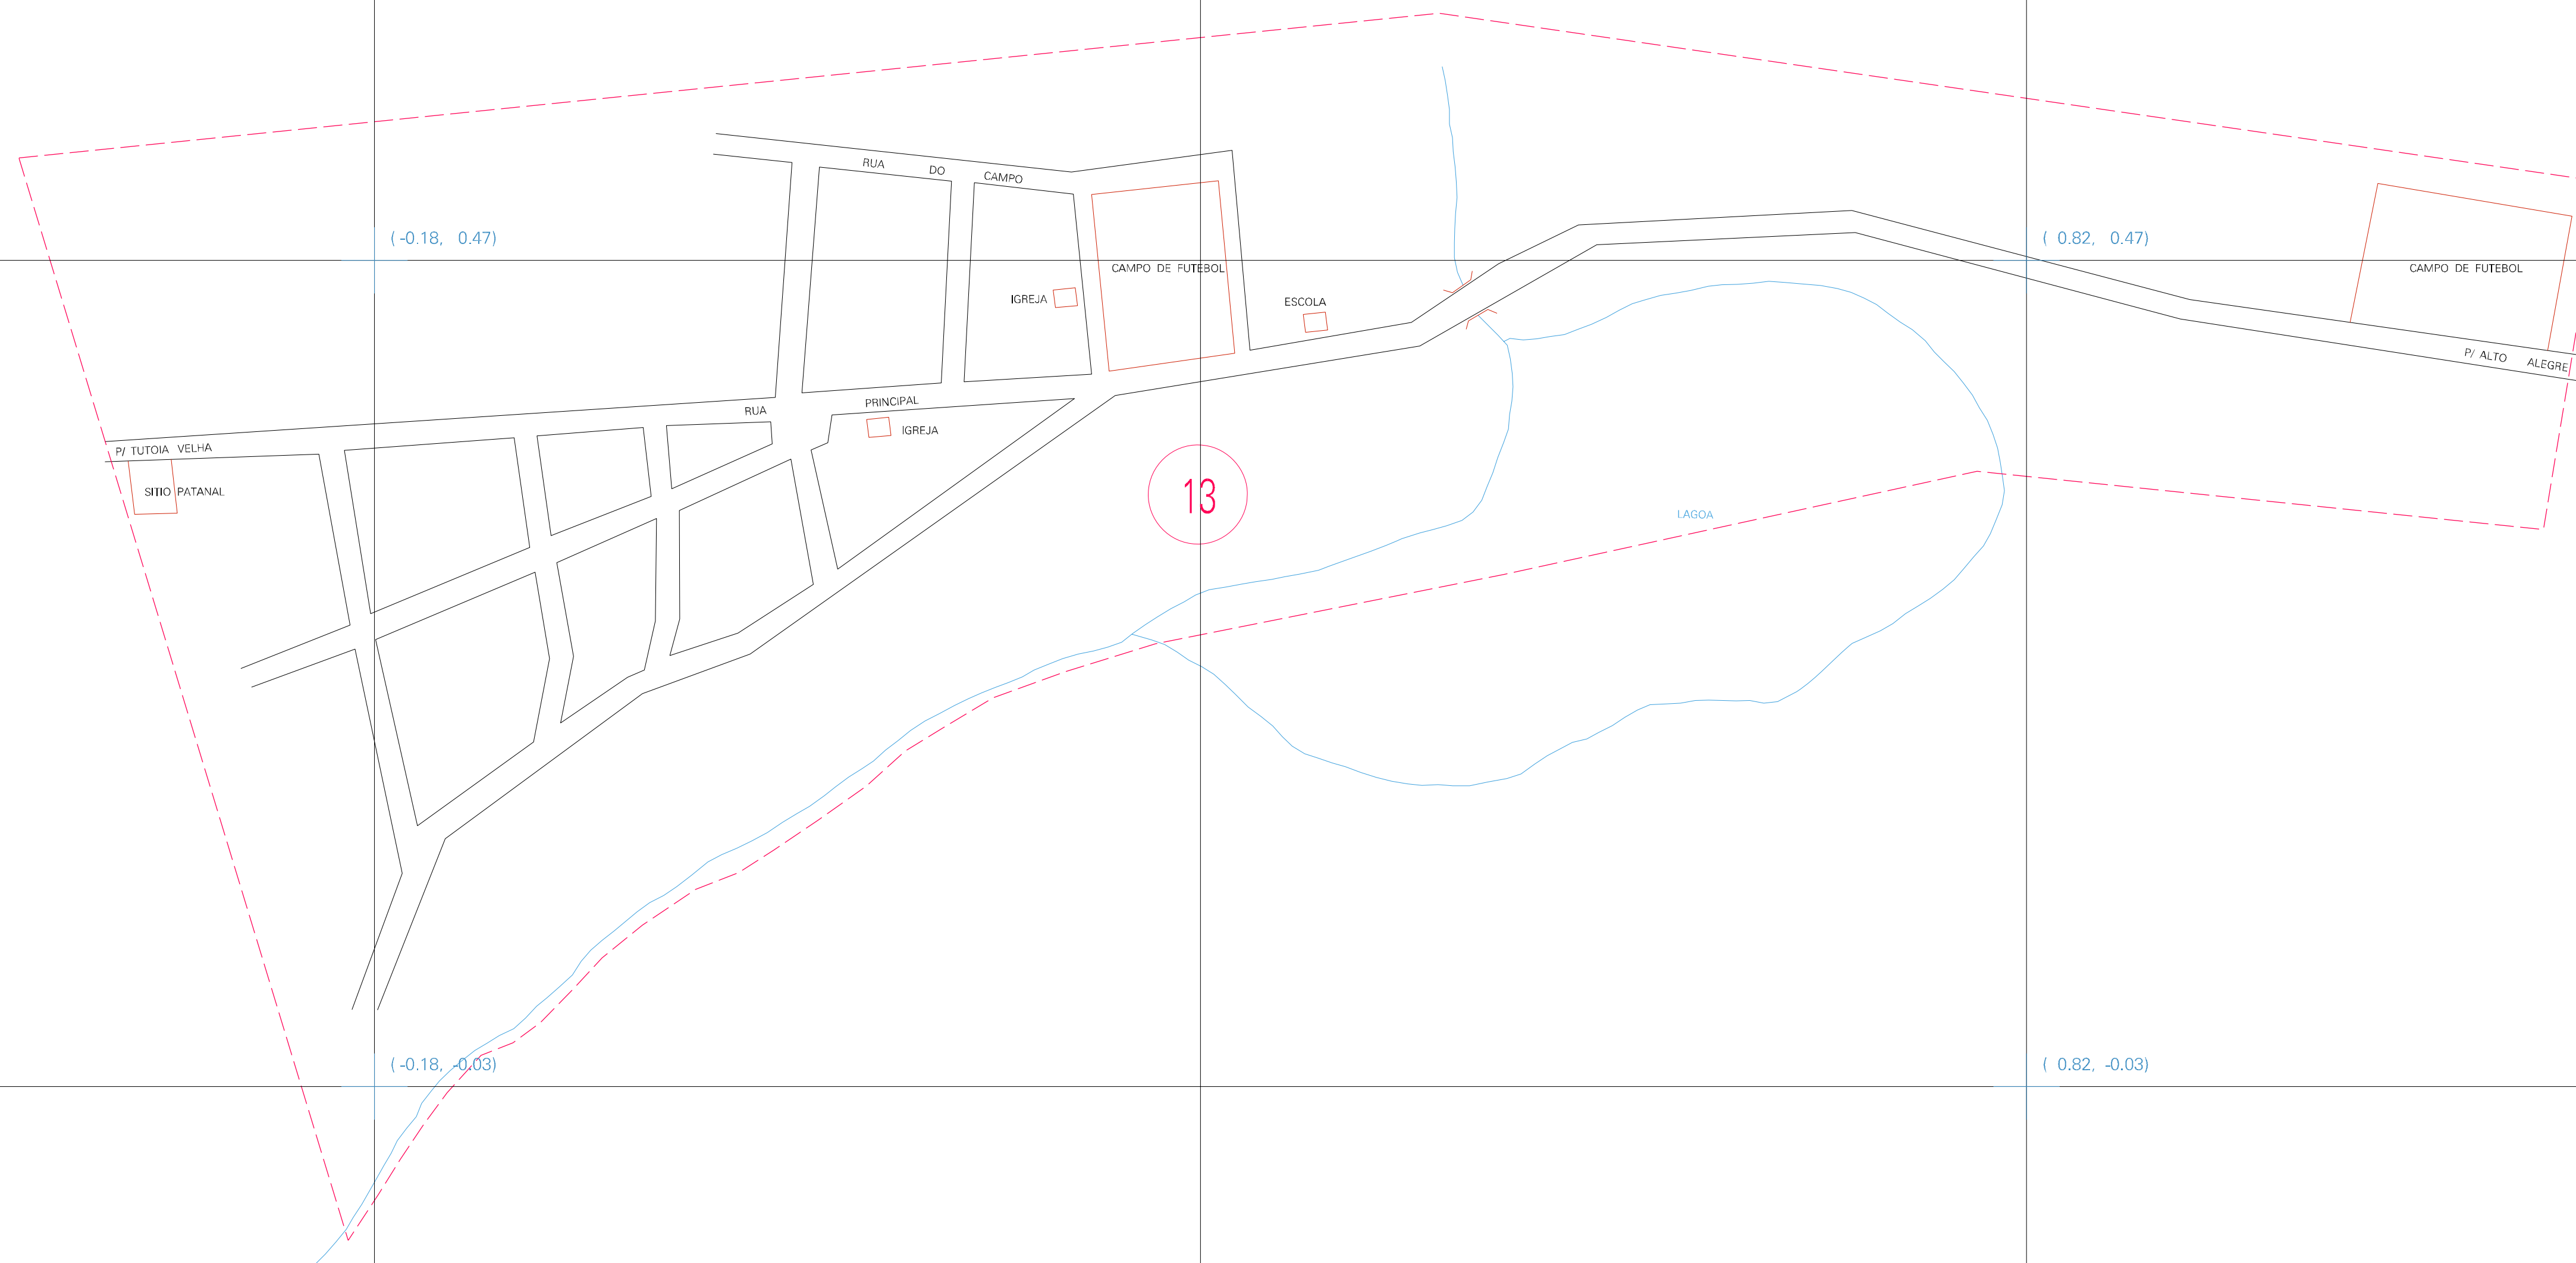 RUA DO CAMPO
( -0.18, 0.47)
( 0.82, 0.47)
CAMPO DE FUTEBOL
CAMPO DE FUTEBOL
IGREJA
ESCOLA
P/ ALTO ALEGRE
RUA PRINCIPAL
IGREJA
P/ TUTOIA VELHA
SITIO PATANAL
13
LAGOA
( -0.18, -0.03)
( 0.82, -0.03)